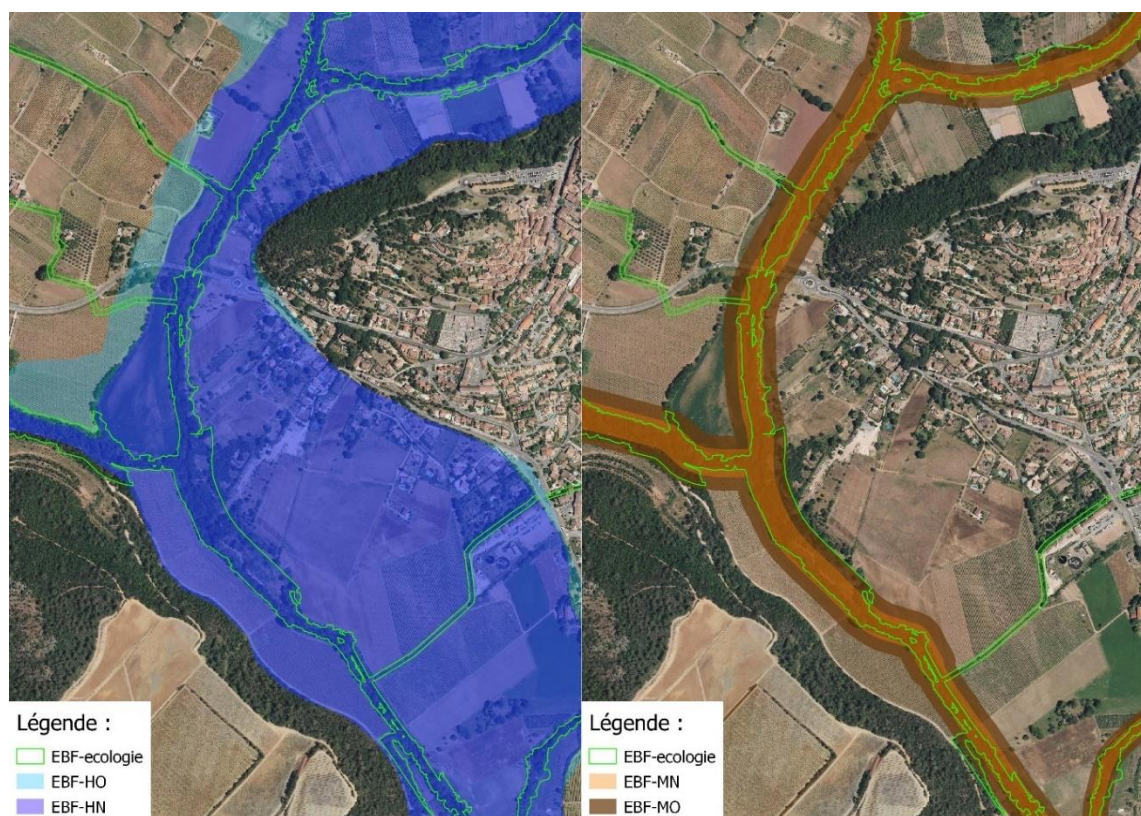 Légende :
EBF-ecologie
EBF-HO
EBF-HN
Légende :
EBF-ecologie
EBF-MN
EBF-MO